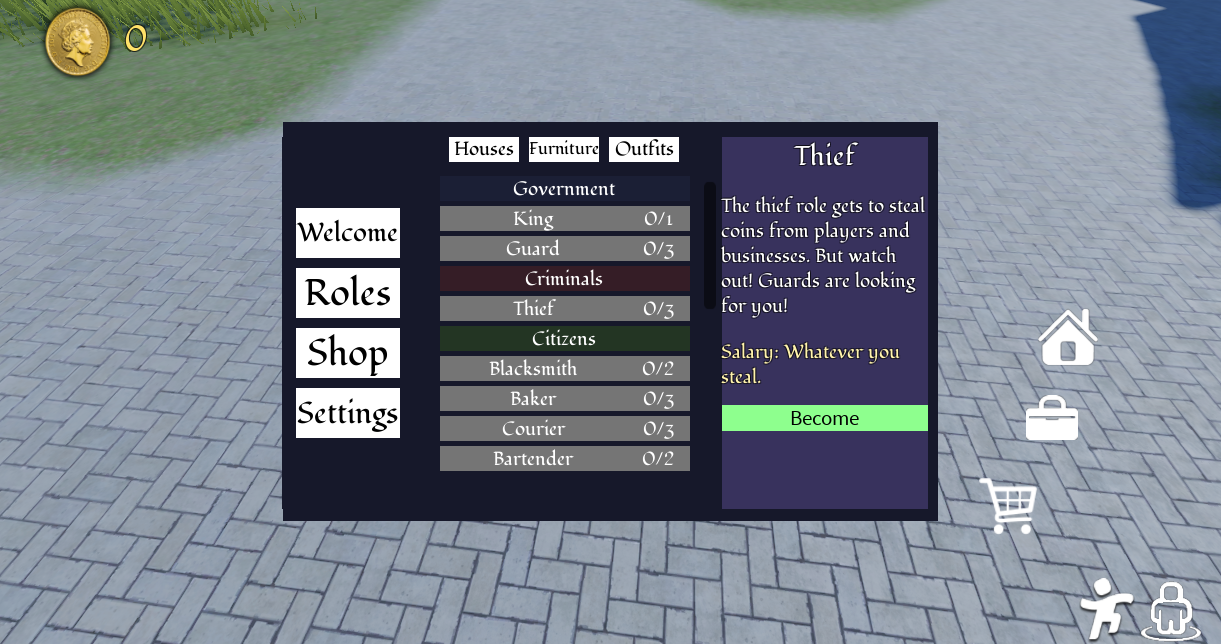 0
Houses Furniture Outfits
Government
King 0/1
Guard 0/3
Criminals
Thief 0/3
Citizens
Blacksmith 0/2
Baker 0/3
Courier 0/3
Bartender 0/2
Welcome
Roles
Shop
Settings
Thief
The thief role gets to steal
coins from players and
businesses. But watch
out! Guards are looking
for you!
Salary: Whatever you
steal.
Become